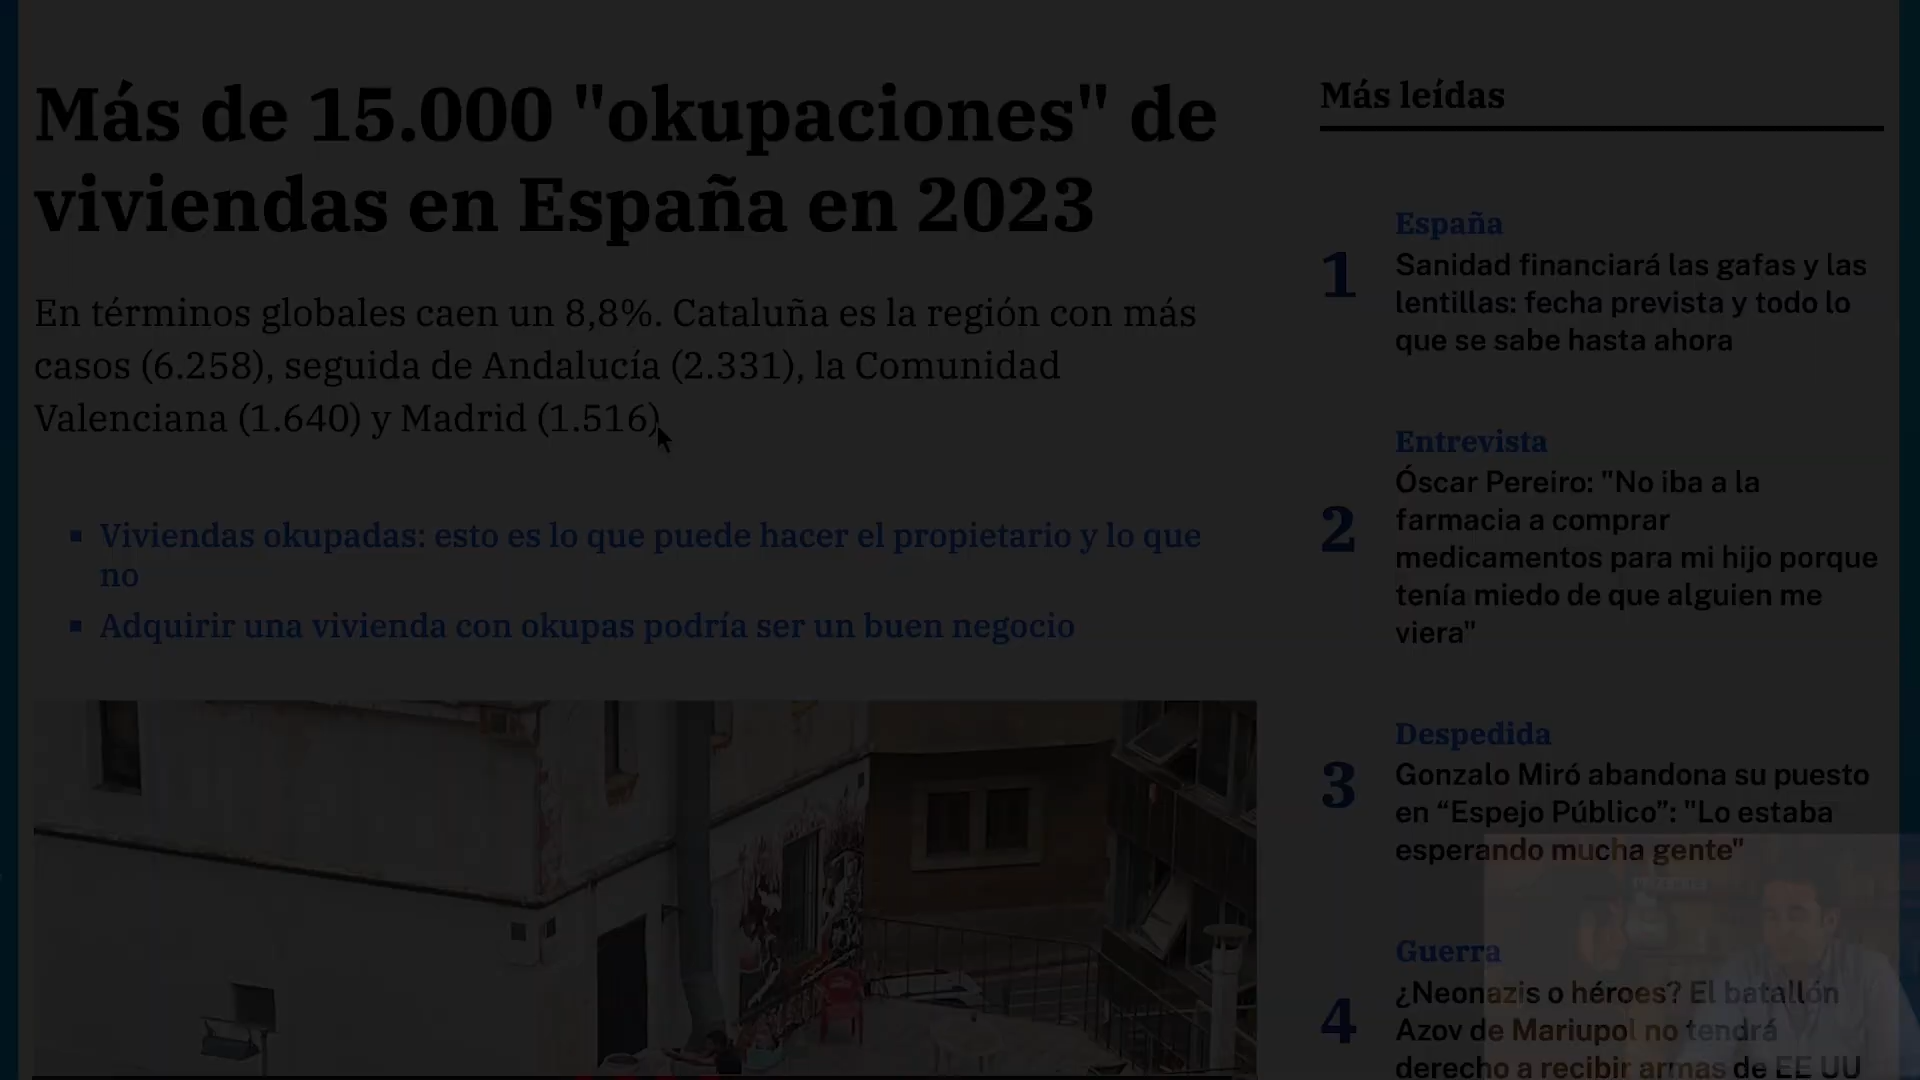 Más de 15.000 "okupaciones" de
viviendas en España en 2023
En términos globales caen un 8,8%. Cataluña es la región con más
casos (6.258), seguida de Andalucía (2.331), la Comunidad
Valenciana (1.640) y Madrid (1.516)
▪ Viviendas okupadas: esto es lo que puede hacer el propietario y lo que
no
▪ Adquirir una vivienda con okupas podría ser un buen negocio
Más leídas
1
España
Sanidad financiará las gafas y las
lentillas: fecha prevista y todo lo
que se sabe hasta ahora
2
Entrevista
Óscar Pereiro: "No iba a la
farmacia a comprar
medicamentos para mi hijo porque
tenía miedo de que alguien me
viera"
3
Despedida
Gonzalo Miró abandona su puesto
en “Espejo Público”: "Lo estaba
esperando mucha gente"
4
Guerra
¿Neonazis o héroes? El batallón
Azov de Mariupol no tendrá
derecho a recibir armas de EE UU